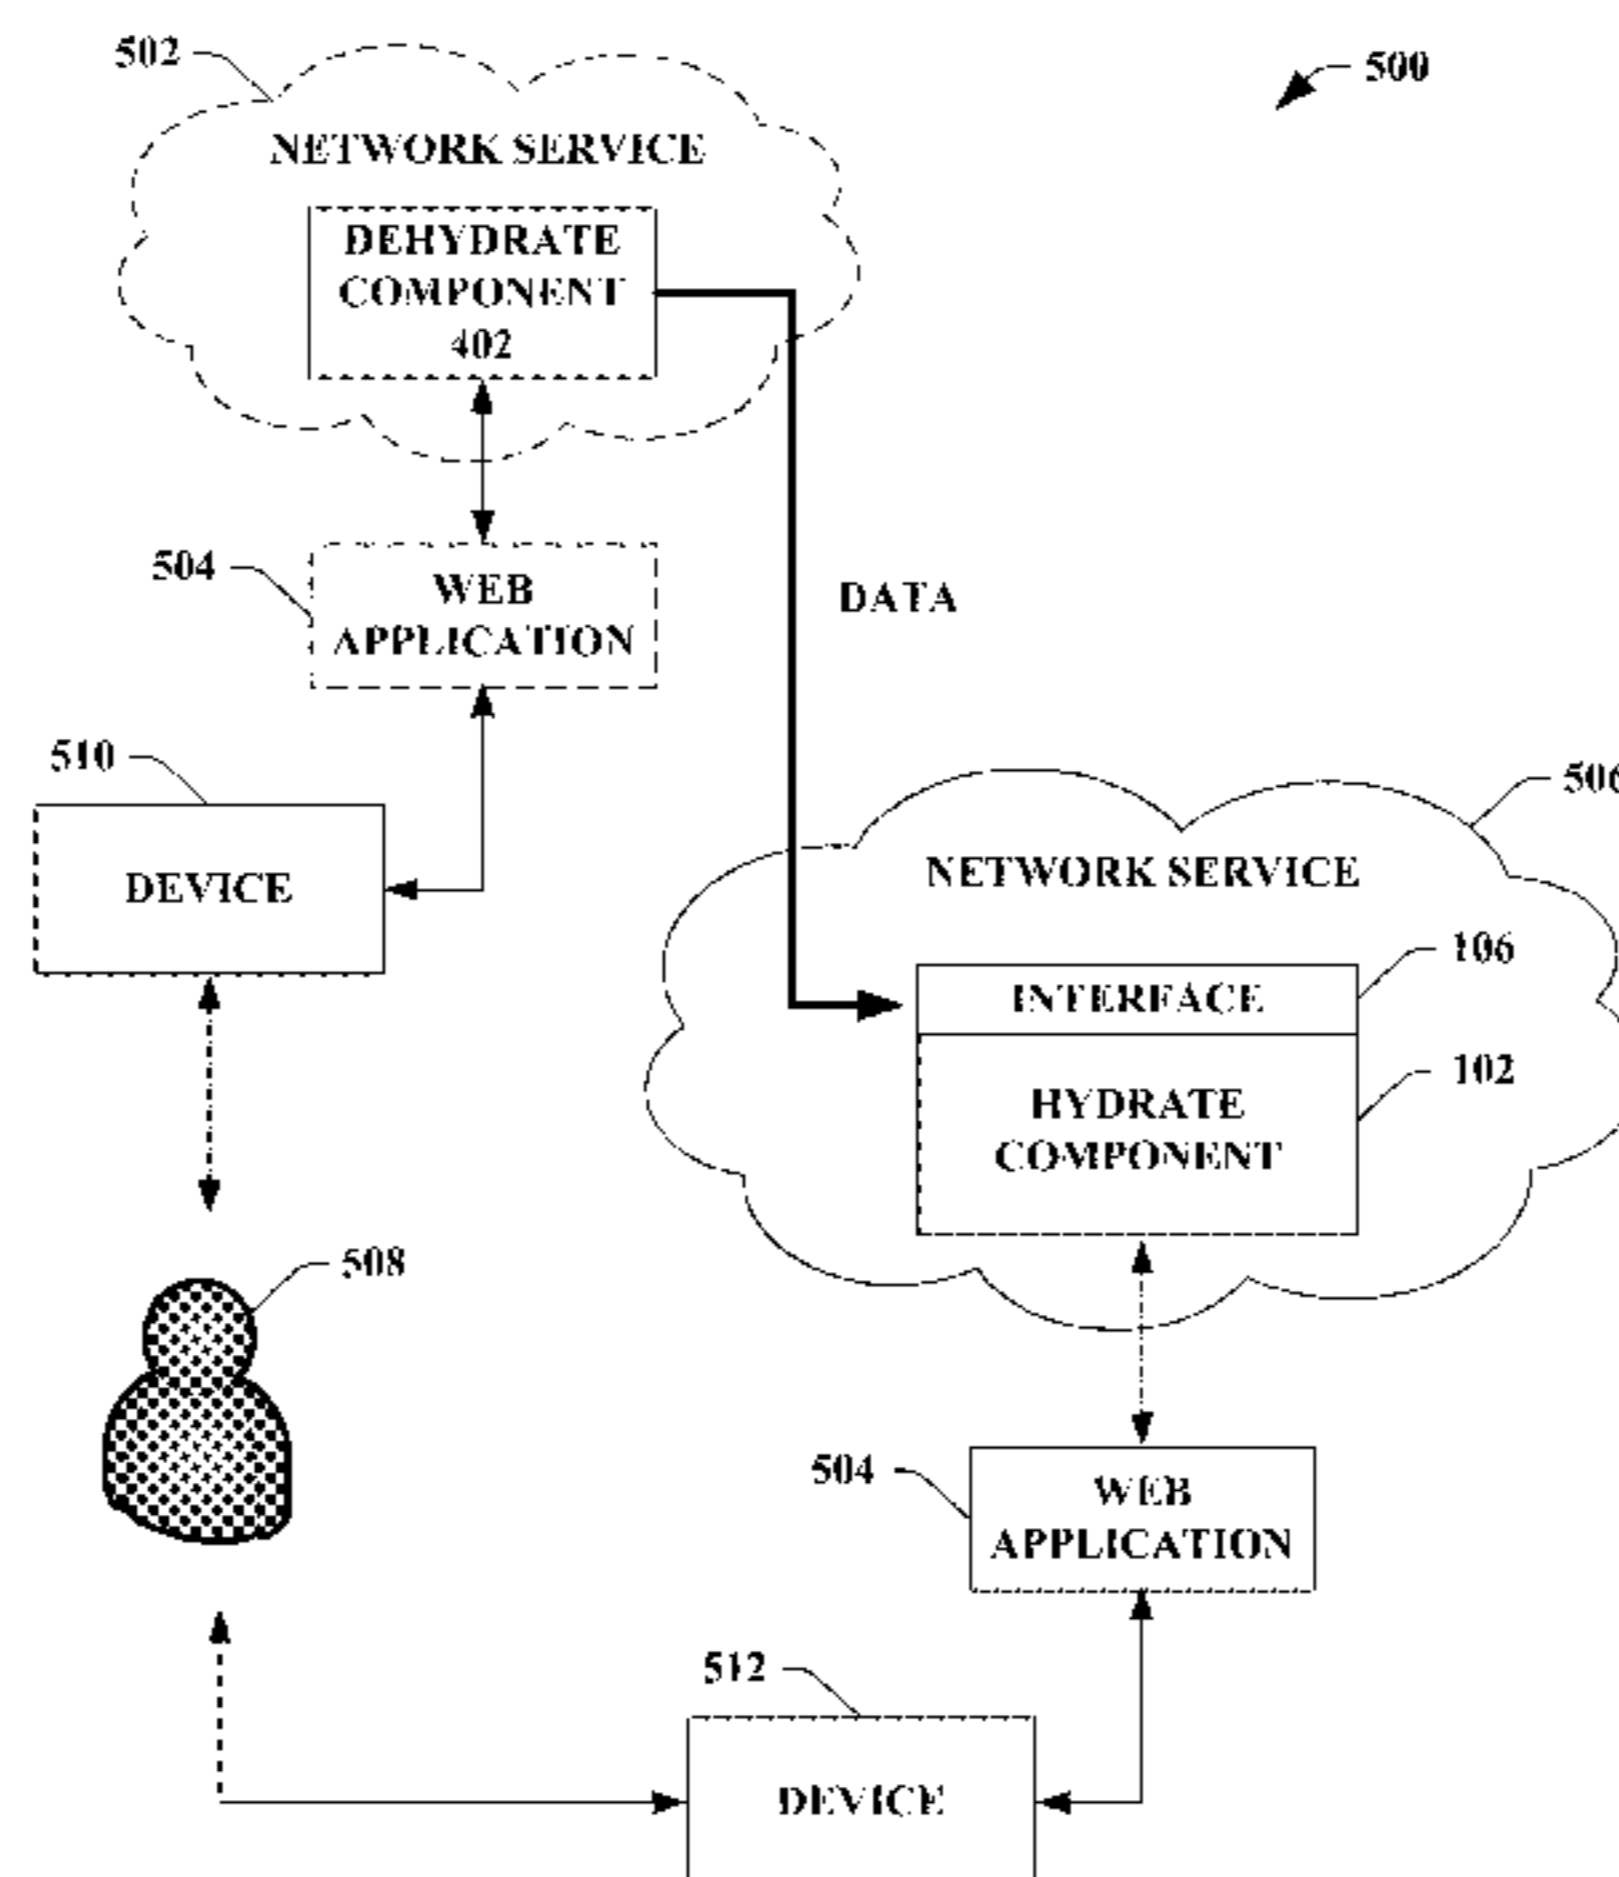 502
500
NETWORK SERVICE
DEHYDRATE
COMPONENT
402
504
WEB
APPLICATION
DATA
510
DEVICE
506
NETWORK SERVICE
106
INTERFACE
102
HYDRATE
COMPONENT
508
504
WEB
APPLICATION
512
DEVICE